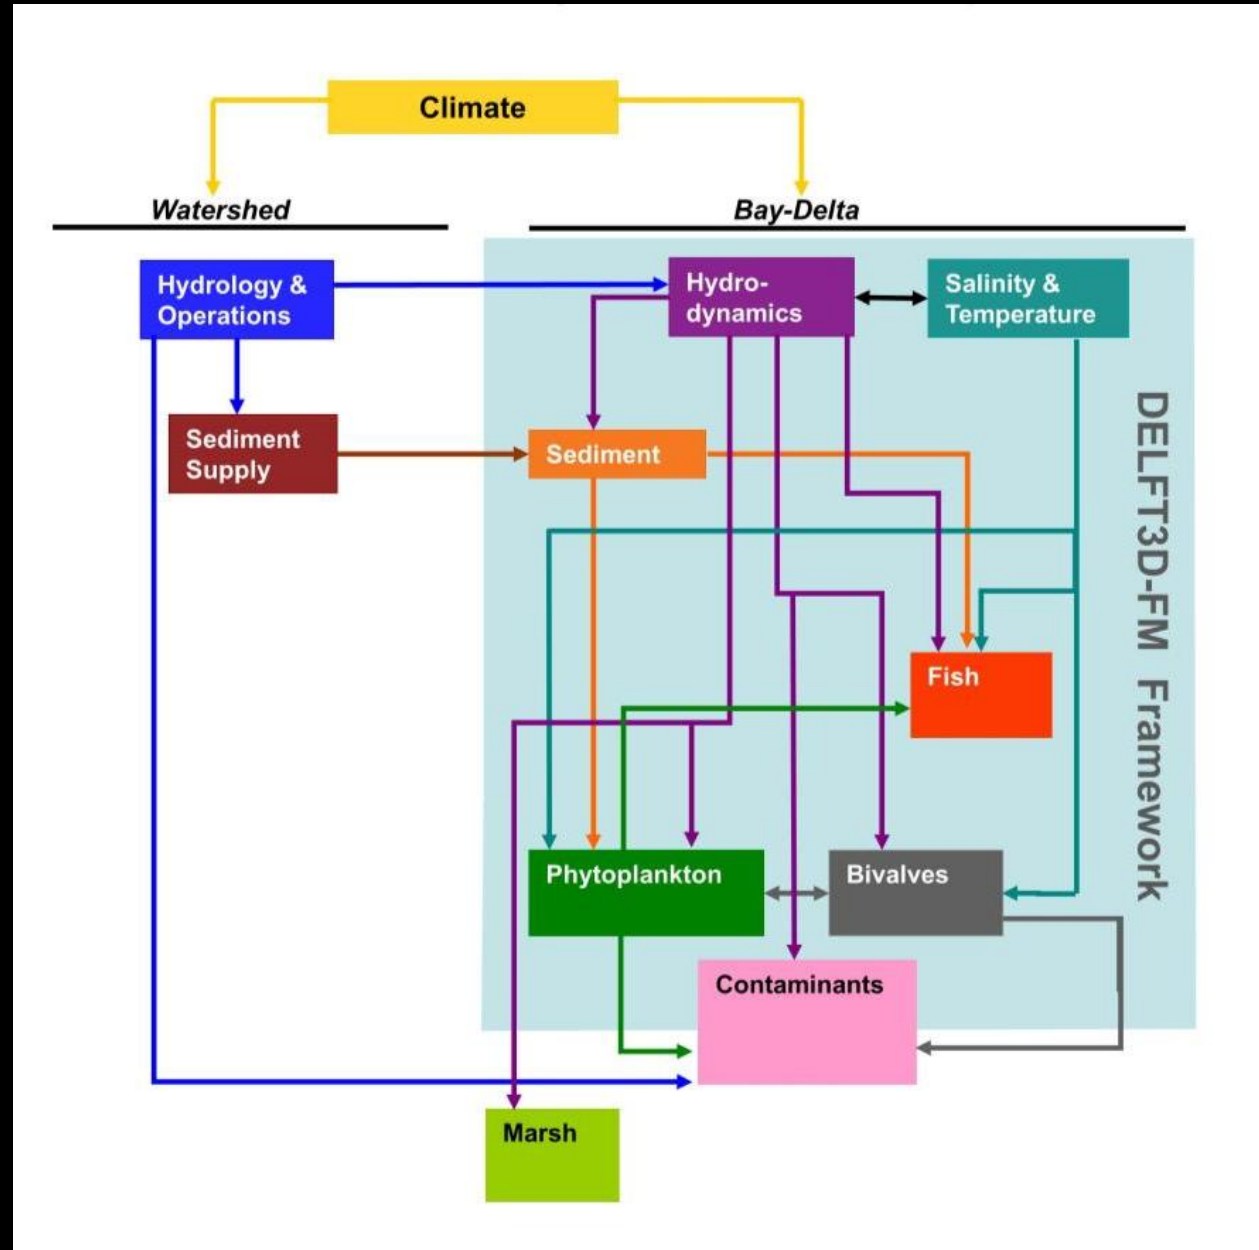 Climate
Watershed
Bay-Delta
Hydrology &
Operations
Hydro-
dynamics
Salinity &
Temperature
Sediment
Supply
Sediment
DELFT3D-FM Framework
Fish
Phytoplankton
Bivalves
Contaminants
Marsh